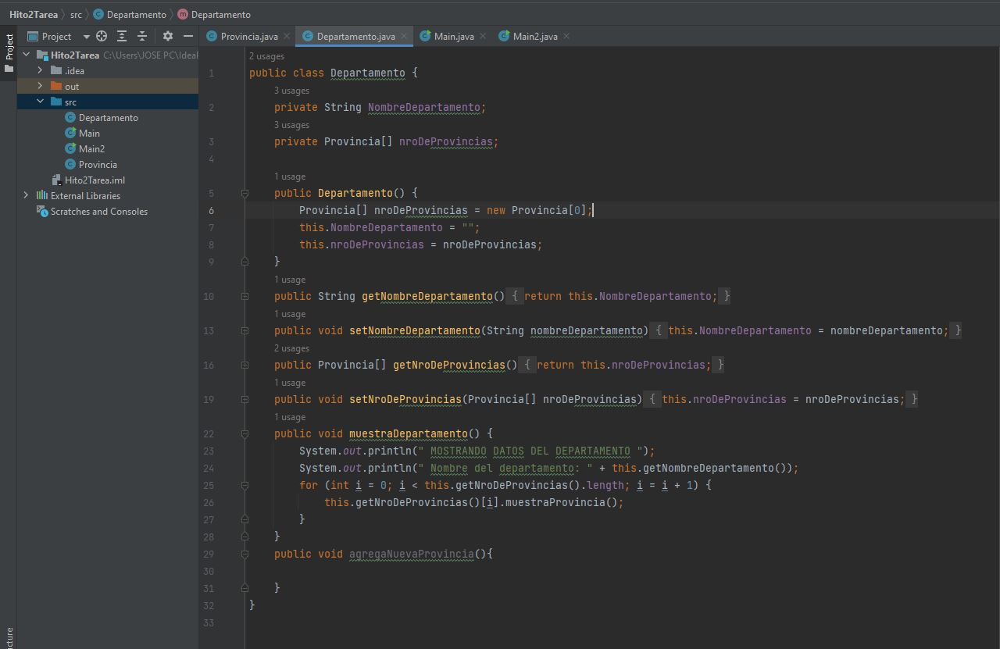 Hito2Tarea src Departamento Departamento
Project Provincia.java Departamento.java Main.java Main2.java
Project
Hito2Tarea C:\Users\JOSE PC\IdeaP
.idea
out
src
Departamento
Main
Main2
Provincia
Hito2Tarea.iml
External Libraries
Scratches and Consoles
2 usages
1 public class Departamento {
3 usages
2 private String NombreDepartamento;
3 usages
3 private Provincia[] nroDeProvincias;
4
1 usage
5 public Departamento() {
6 Provincia[] nroDeProvincias = new Provincia[0];
7 this.NombreDepartamento = "";
8 this.nroDeProvincias = nroDeProvincias;
9 }
1 usage
10 public String getNombreDepartamento() { return this.NombreDepartamento; }
1 usage
13 public void setNombreDepartamento(String nombreDepartamento) { this.NombreDepartamento = nombreDepartamento; }
2 usages
16 public Provincia[] getNroDeProvincias() { return this.nroDeProvincias; }
1 usage
19 public void setNroDeProvincias(Provincia[] nroDeProvincias) { this.nroDeProvincias = nroDeProvincias; }
1 usage
22 public void muestraDepartamento() {
23 System.out.println(" MOSTRANDO DATOS DEL DEPARTAMENTO ");
24 System.out.println(" Nombre del departamento: " + this.getNombreDepartamento());
25 for (int i = 0; i < this.getNroDeProvincias().length; i = i + 1) {
26 this.getNroDeProvincias()[i].muestraProvincia();
27 }
28 }
29 public void agregaNuevaProvincia(){
30
31 }
32 }
33